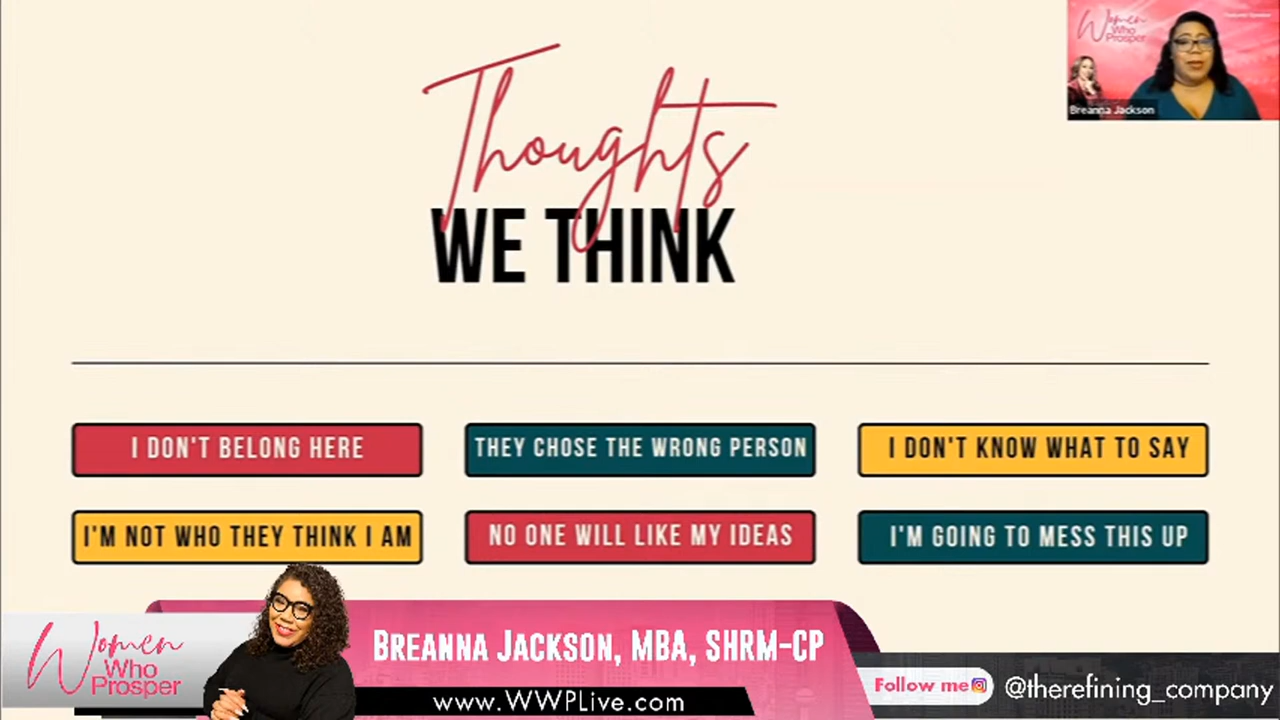 Thoughts
WE THINK
Women
Who
Prosper
Breanna Jackson
I DON'T BELONG HERE
THEY CHOSE THE WRONG PERSON
I DON'T KNOW WHAT TO SAY
I'M NOT WHO THEY THINK I AM
NO ONE WILL LIKE MY IDEAS
I'M GOING TO MESS THIS UP
Women
Who
Prosper
BREANNA JACKSON, MBA, SHRM-CP
www.WWPLive.com
Follow me
@therefining_company